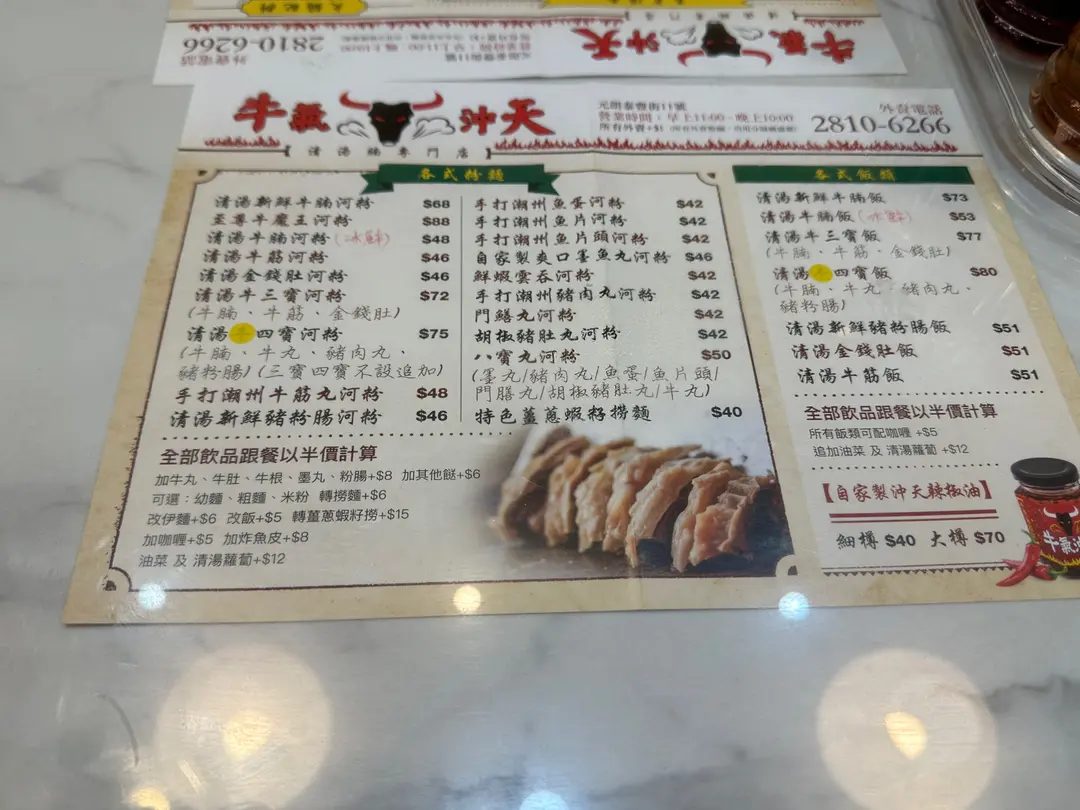 2810-6266
外賣電話
牛氣沖天
牛氣沖天
清湯腩專門店
元朗泰豐街11號
營業時間：早上11:00 - 晚上10:00
所有外賣+$1
外賣電話
2810-6266
各式粉麵
清湯新鮮牛腩河粉 $68
至尊牛魔王河粉 $88
清湯牛腩河粉(冰鮮) $48
清湯牛筋河粉 $46
清湯金錢肚河粉 $46
清湯牛三寶河粉 $72
(牛腩、牛筋、金錢肚)
清湯牛四寶河粉 $75
(牛腩、牛丸、豬肉丸、
豬粉腸)(三寶四寶不設追加)
手打潮州牛筋丸河粉 $48
清湯新鮮豬粉腸河粉 $46
手打潮州魚蛋河粉 $42
手打潮州魚片河粉 $42
手打潮州魚片頭河粉 $42
自家製爽口墨魚丸河粉 $46
鮮蝦雲吞河粉 $42
手打潮州豬肉丸河粉 $42
門鱔丸河粉 $42
胡椒豬肚丸河粉 $42
八寶丸河粉 $50
(墨丸/豬肉丸/魚蛋/魚片頭/
門膳丸/胡椒豬肚丸/牛丸)
特色薑蔥蝦籽撈麵 $40
全部飲品跟餐以半價計算
加牛丸、牛肚、牛根、墨丸、粉腸+$8 加其他餸+$6
可選：幼麵、粗麵、米粉 轉撈麵+$6
改伊麵+$6 改飯+$5 轉薑蔥蝦籽撈+$15
加咖喱+$5 加炸魚皮+$8
油菜 及 清湯蘿蔔+$12
各式飯類
清湯新鮮牛腩飯 $73
清湯牛腩飯(冰鮮) $53
清湯牛三寶飯 $77
(牛腩、牛筋、金錢肚)
清湯牛四寶飯 $80
(牛腩、牛丸、豬肉丸、
豬粉腸)
清湯新鮮豬粉腸飯 $51
清湯金錢肚飯 $51
清湯牛筋飯 $51
全部飲品跟餐以半價計算
所有飯類可配咖喱 +$5
追加油菜 及 清湯蘿蔔 +$12
【自家製沖天辣椒油】
細樽 $40 大樽 $70
牛氣沖